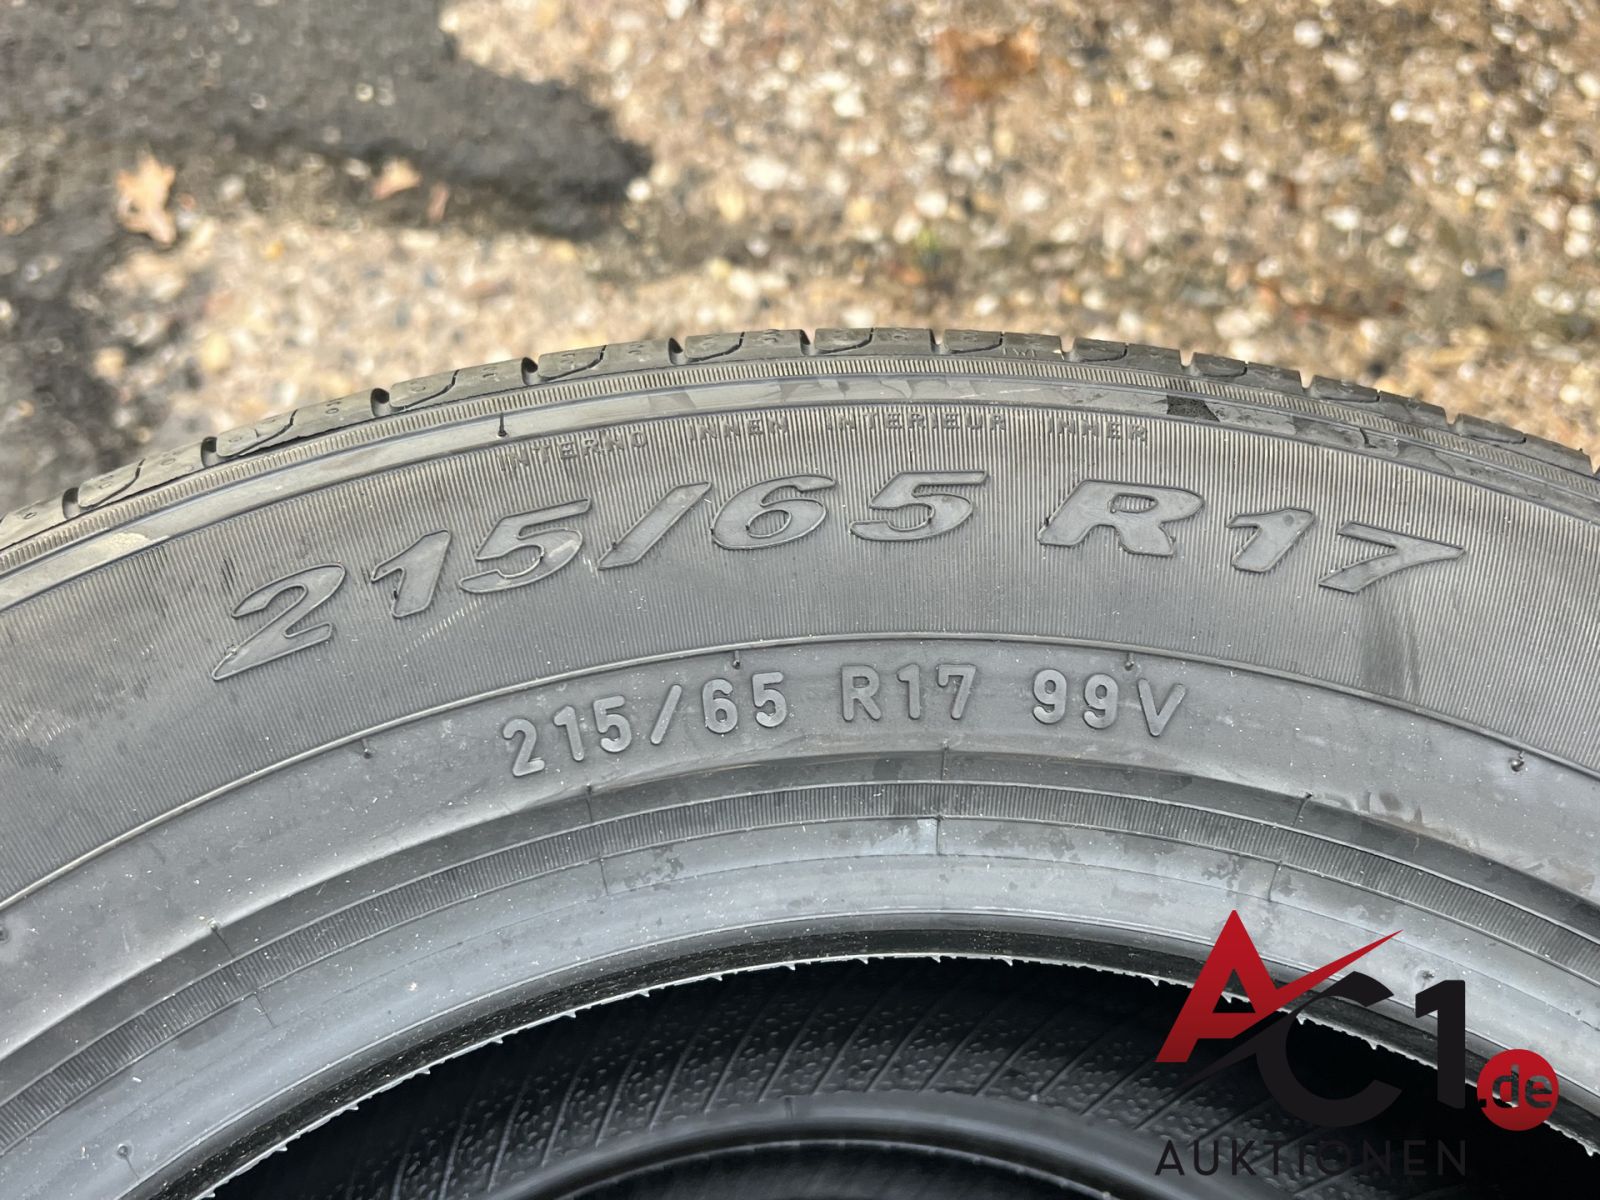 INTERNO INNEN INTERIEUR INNER
215/65 R17
215/65 R17 99V
AC1.de
AUKTIONEN